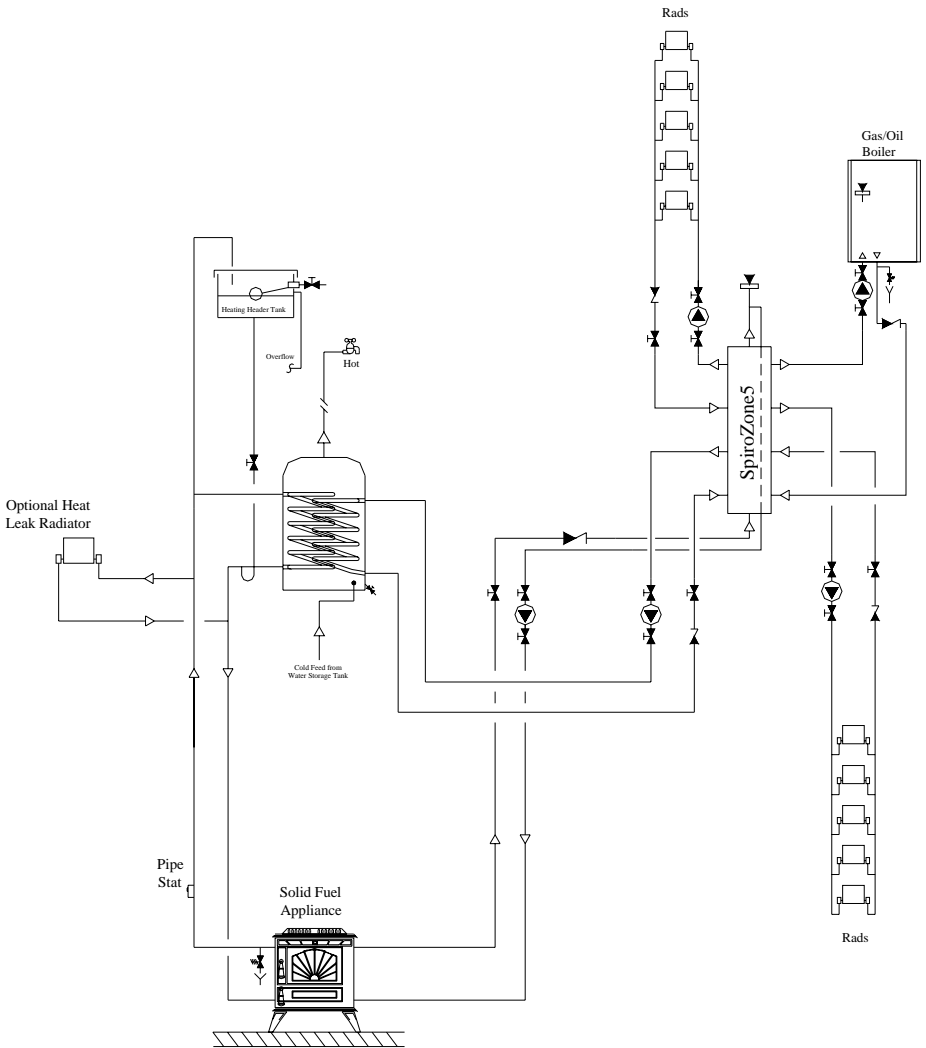 Rads
Gas/Oil
Boiler
Heating Header Tank
Overflow
Hot
SpiroZone5
Optional Heat
Leak Radiator
Cold Feed from
Water Storage Tank
Pipe
Stat
Solid Fuel
Appliance
Rads